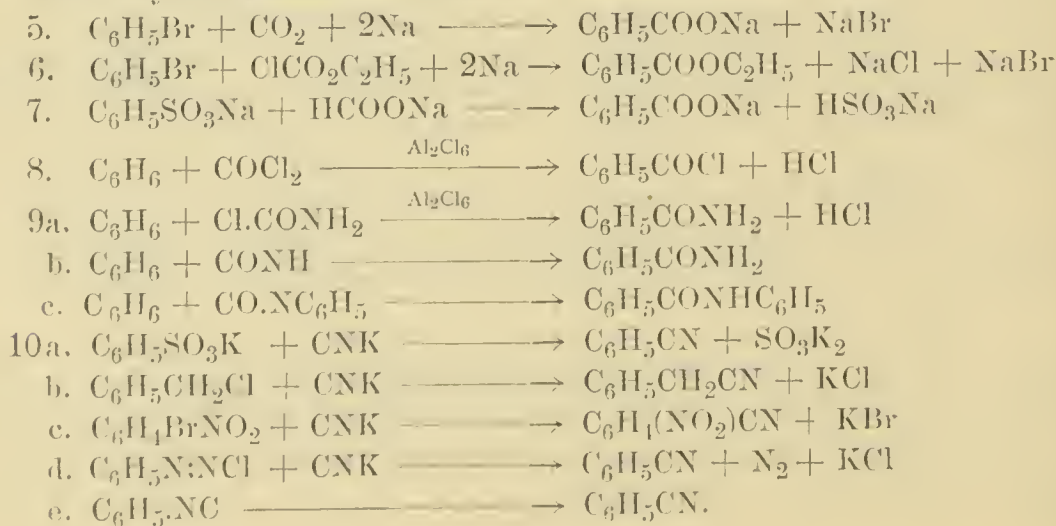 5. C₆H₅Br + CO₂ + 2Na ⟶ C₆H₅COONa + NaBr
6. C₆H₅Br + ClCO₂C₂H₅ + 2Na → C₆H₅COOC₂H₅ + NaCl + NaBr
7. C₆H₅SO₃Na + HCOONa ⟶ C₆H₅COONa + HSO₃Na
Al₂Cl₆
8. C₆H₆ + COCl₂ ⟶ C₆H₅COCl + HCl
Al₂Cl₆
9a. C₆H₆ + Cl.CONH₂ ⟶ C₆H₅CONH₂ + HCl
b. C₆H₆ + CONH ⟶ C₆H₅CONH₂
c. C₆H₆ + CO.NC₆H₅ ⟶ C₆H₅CONHC₆H₅
10a. C₆H₅SO₃K + CNK ⟶ C₆H₅CN + SO₃K₂
b. C₆H₅CH₂Cl + CNK ⟶ C₆H₅CH₂CN + KCl
c. C₆H₄BrNO₂ + CNK ⟶ C₆H₄(NO₂)CN + KBr
d. C₆H₅N:NCl + CNK ⟶ C₆H₅CN + N₂ + KCl
e. C₆H₅.NC ⟶ C₆H₅CN.